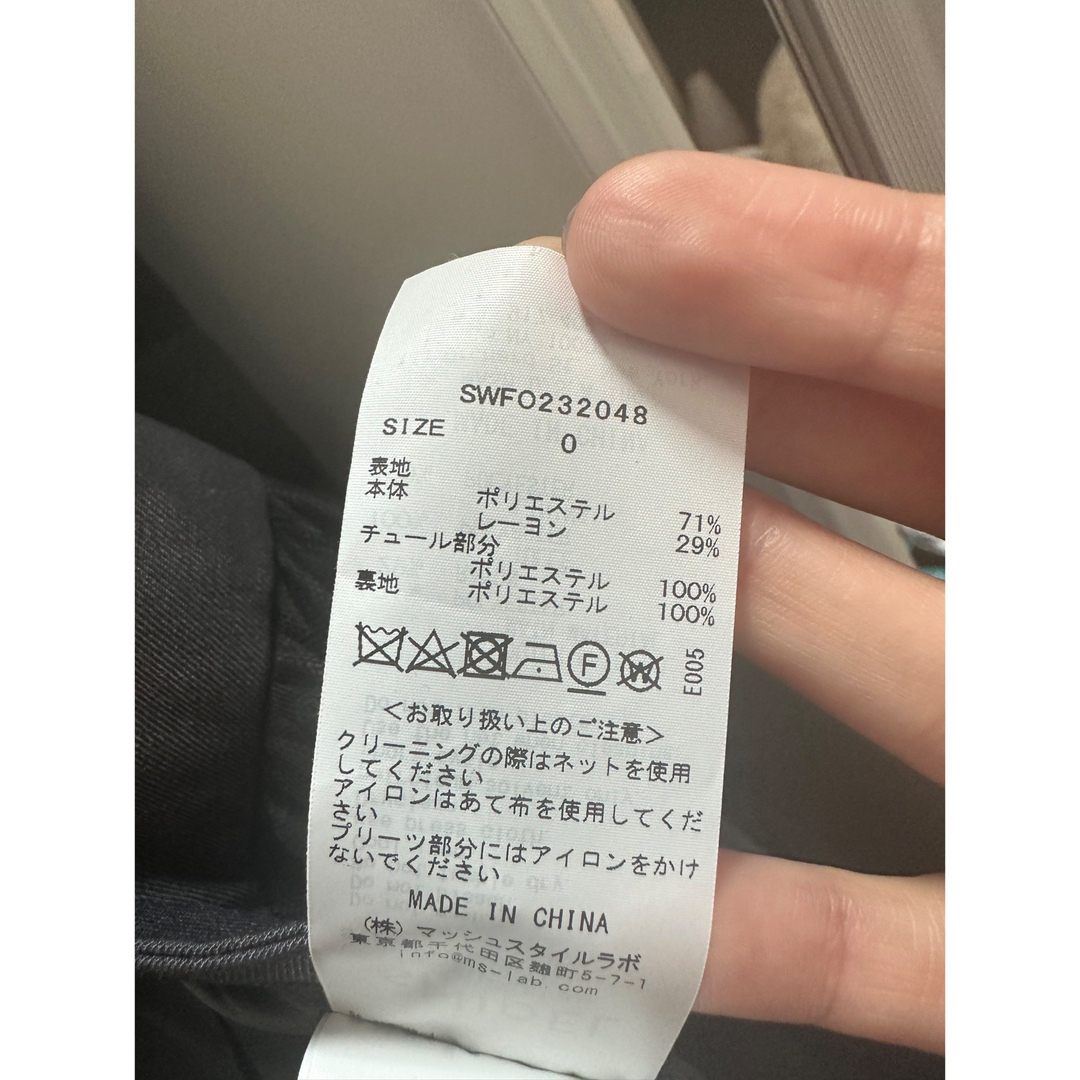 SWFO232048
SIZE 0
表地
本体
ポリエステル 71%
レーヨン 29%
チュール部分
ポリエステル 100%
裏地 ポリエステル 100%
F W E005
＜お取り扱い上のご注意＞
クリーニングの際はネットを使用
してください
アイロンはあて布を使用してくだ
さい
プリーツ部分にはアイロンをかけ
ないでください
MADE IN CHINA
(株)マッシュスタイルラボ
東京都千代田区麹町5-7-1
info@ms-lab.com